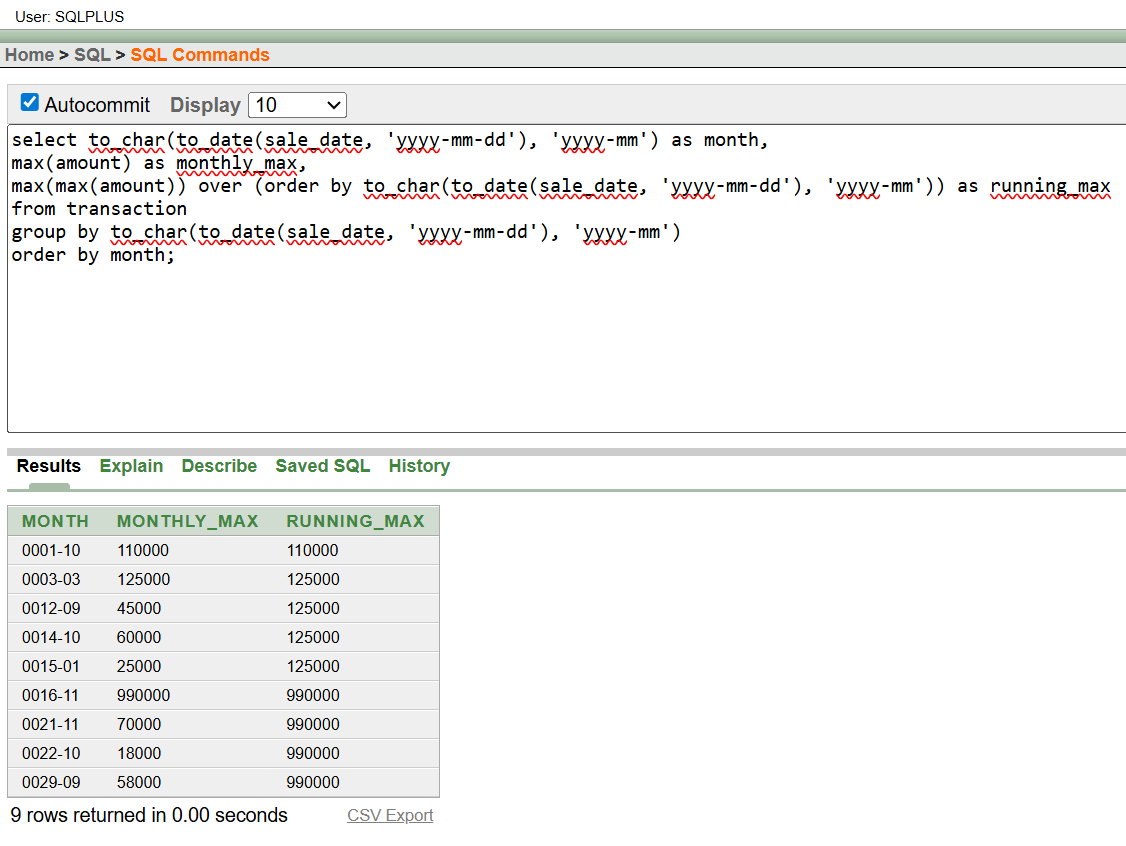 User: SQLPLUS
Home > SQL > SQL Commands
Autocommit Display 10
select to_char(to_date(sale_date, 'yyyy-mm-dd'), 'yyyy-mm') as month,
max(amount) as monthly_max,
max(max(amount)) over (order by to_char(to_date(sale_date, 'yyyy-mm-dd'), 'yyyy-mm')) as running_max
from transaction
group by to_char(to_date(sale_date, 'yyyy-mm-dd'), 'yyyy-mm')
order by month;
Results Explain Describe Saved SQL History
MONTH MONTHLY_MAX RUNNING_MAX
0001-10 110000 110000
0003-03 125000 125000
0012-09 45000 125000
0014-10 60000 125000
0015-01 25000 125000
0016-11 990000 990000
0021-11 70000 990000
0022-10 18000 990000
0029-09 58000 990000
9 rows returned in 0.00 seconds CSV Export